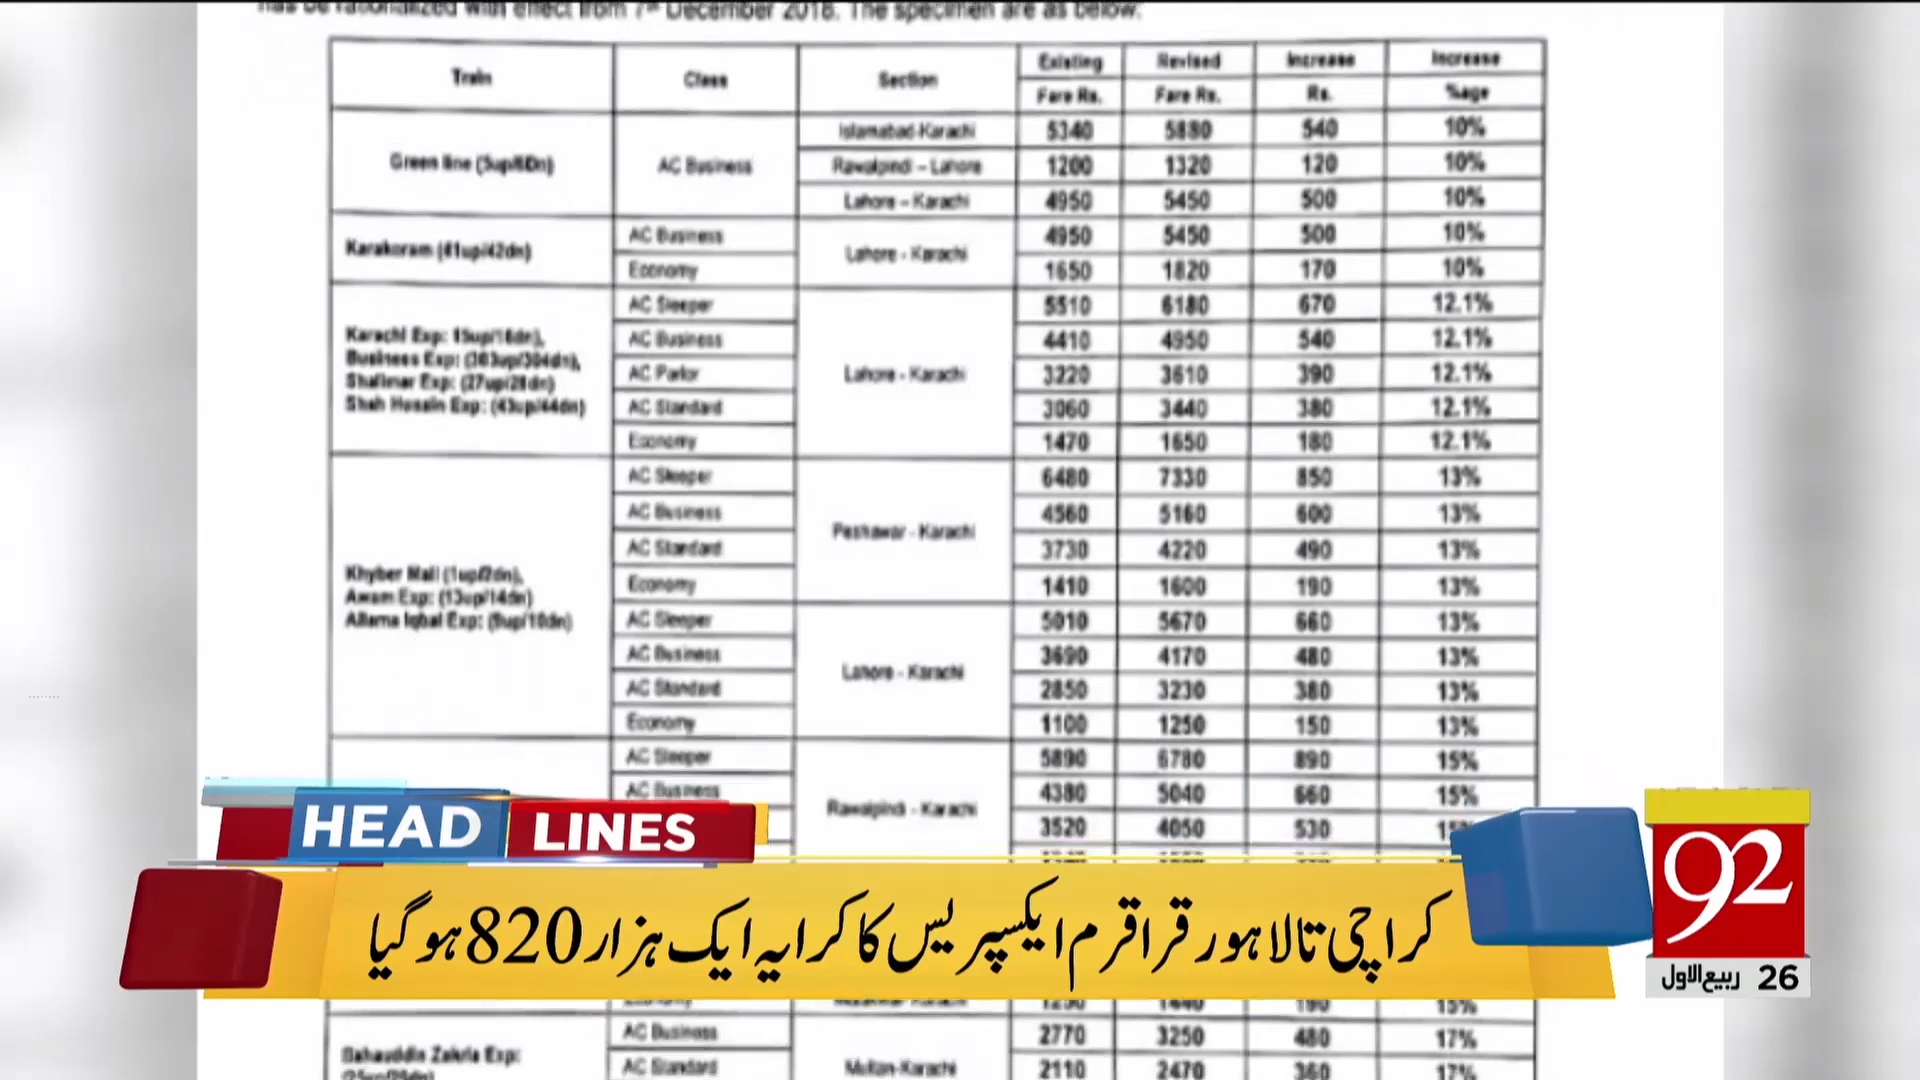 has be rationalized with effect from 7th December 2018. The specimen are as below:
Train Class Section Existing Fare Rs. Revised Fare Rs. Increase Rs. Increase %age
Green line (5up/6Dn) AC Business Islamabad-Karachi 5340 5880 540 10%
Rawalpindi – Lahore 1200 1320 120 10%
Lahore – Karachi 4950 5450 500 10%
Karakoram (41up/42dn) AC Business Lahore - Karachi 4950 5450 500 10%
Economy 1650 1820 170 10%
Karachi Exp: 15up/16dn),
Business Exp: (303up/304dn),
Shalimar Exp: (27up/28dn)
Shah Husain Exp: (43up/44dn)
AC Sleeper Lahore - Karachi 5510 6180 670 12.1%
AC Business 4410 4950 540 12.1%
AC Parlor 3220 3610 390 12.1%
AC Standard 3060 3440 380 12.1%
Economy 1470 1650 180 12.1%
Khyber Mail (1up/2dn),
Awam Exp: (13up/14dn)
Allama Iqbal Exp: (9up/10dn)
AC Sleeper Peshawar - Karachi 6480 7330 850 13%
AC Business 4560 5160 600 13%
AC Standard 3730 4220 490 13%
Economy 1410 1600 190 13%
AC Sleeper Lahore - Karachi 5010 5670 660 13%
AC Business 3690 4170 480 13%
AC Standard 2850 3230 380 13%
Economy 1100 1250 150 13%
AC Sleeper Rawalpindi - Karachi 5890 6780 890 15%
AC Business 4380 5040 660 15%
3520 4050 530
HEAD LINES
کراچی تا لاہور قراقرم ایکسپریس کا کرایہ ایک ہزار 820 ہو گیا
92
26 ربیع الاول
Economy 1250 1440 190 15%
Bahauddin Zakria Exp:
AC Business Multan-Karachi 2770 3250 480 17%
AC Standard 2110 2470 360 17%